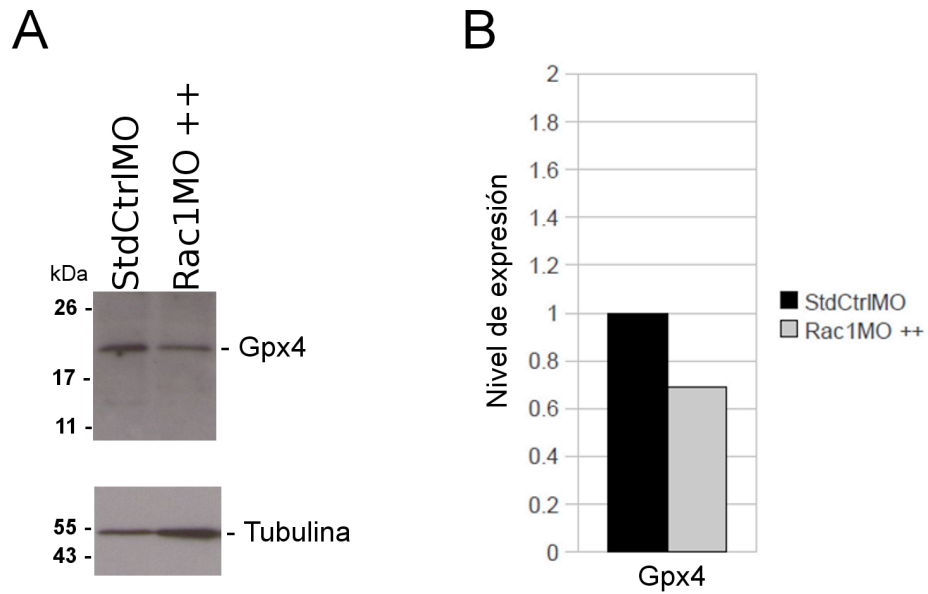 A
StdCtrlMO
Rac1MO ++
kDa
26 -
17 -
11 -
- Gpx4
55 -
43 -
- Tubulina
B
Nivel de expresión
2
1.8
1.6
1.4
1.2
1
0.8
0.6
0.4
0.2
0
Gpx4
StdCtrlMO
Rac1MO ++